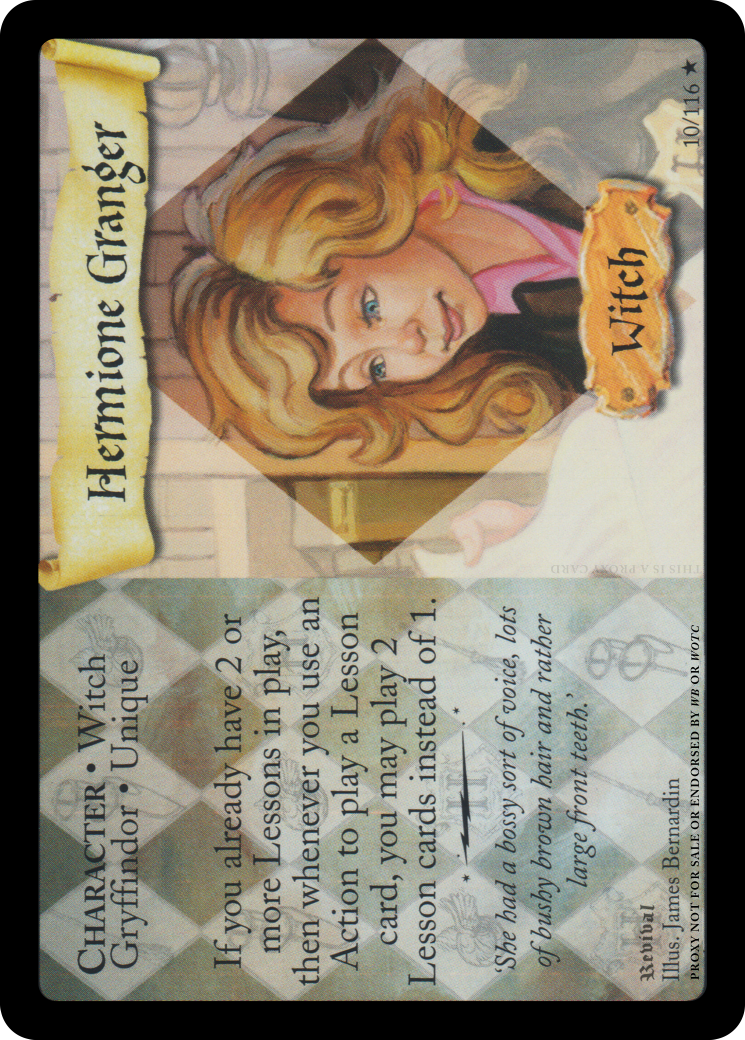 Hermione Granger
Witch
10/116 ★
THIS IS A PROXY CARD
CHARACTER • Witch
Gryffindor • Unique
If you already have 2 or
more Lessons in play,
then whenever you use an
Action to play a Lesson
card, you may play 2
Lesson cards instead of 1.
‘She had a bossy sort of voice, lots
of bushy brown hair and rather
large front teeth.’
Revival
Illus. James Bernardin
PROXY NOT FOR SALE OR ENDORSED BY WB OR WOTC